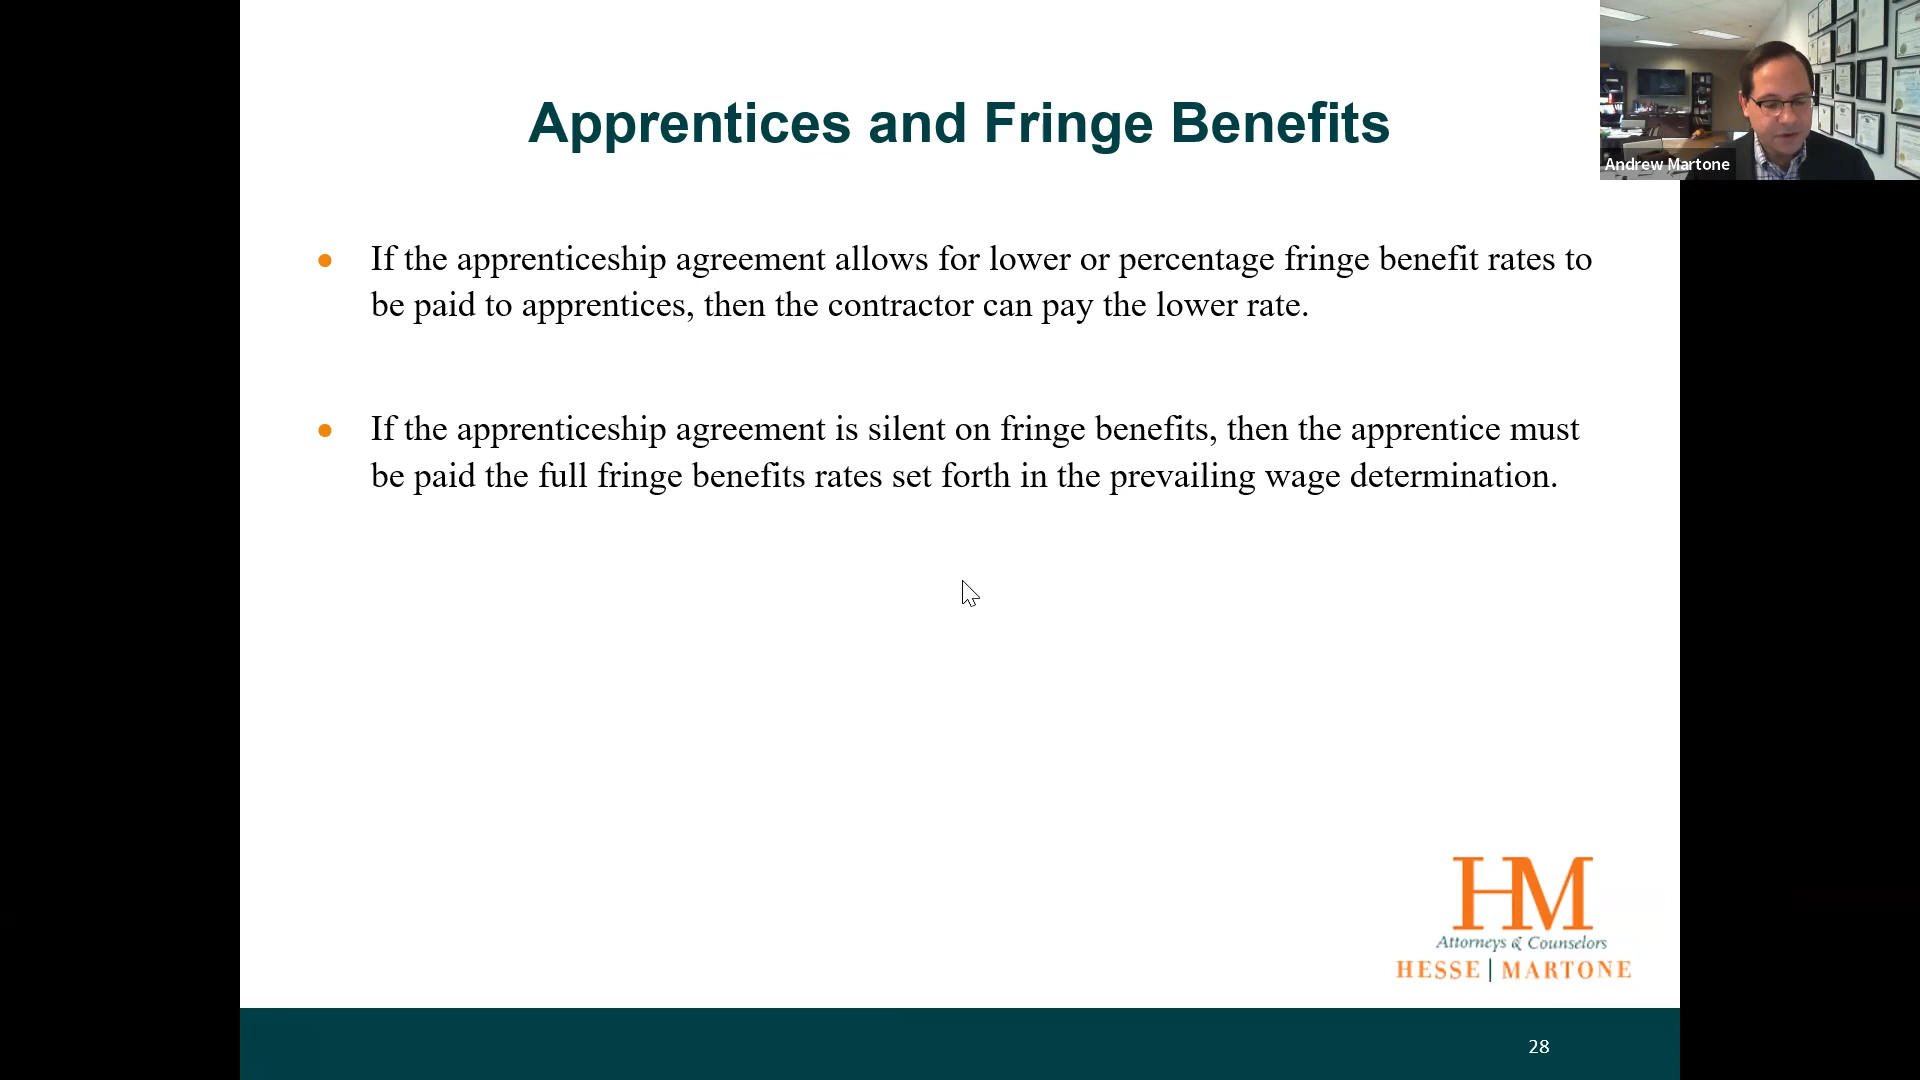 Apprentices and Fringe Benefits
Andrew Martone
If the apprenticeship agreement allows for lower or percentage fringe benefit rates to
be paid to apprentices, then the contractor can pay the lower rate.
If the apprenticeship agreement is silent on fringe benefits, then the apprentice must
be paid the full fringe benefits rates set forth in the prevailing wage determination.
HM
Attorneys & Counselors
HESSE | MARTONE
28